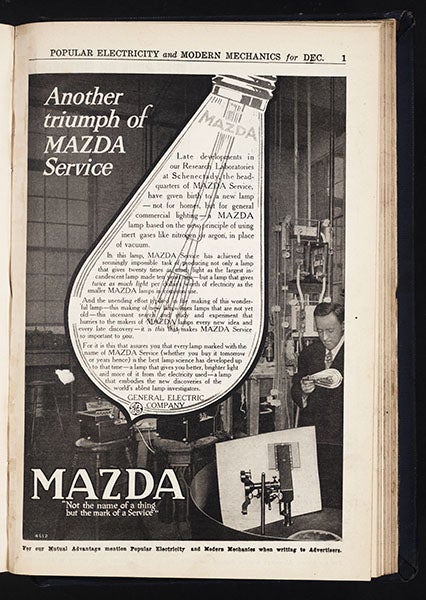 POPULAR ELECTRICITY and MODERN MECHANICS for DEC. 1
Another
triumph of
MAZDA
Service
MAZDA
Late developments in
our Research Laboratories
at Schenectady, the head-
quarters of MAZDA Service,
have given birth to a new lamp
—not for homes, but for general
commercial lighting—a MAZDA
lamp based on the new principle of using
inert gases like nitrogen or argon, in place
of vacuum.
In this lamp, MAZDA Service has achieved the
seemingly impossible task of producing not only a lamp
that gives twenty times as much light as the largest in-
candescent lamp made ten years ago—but a lamp that gives
twice as much light per dollar's worth of electricity as the
smaller MAZDA lamps in present use.
And the unending effort typified in the making of this wonder-
ful lamp—this making of new and better lamps that are not yet
old—this incessant search and study and experiment that
carries to the makers of MAZDA lamps every new idea and
every late discovery—it is this that makes MAZDA Service
so important to you.
For it is this that assures you that every lamp marked with the
name of MAZDA Service (whether you buy it tomorrow
or years hence) is the best lamp science has developed up
to that time—a lamp that gives you better, brighter light
and more of it from the electricity used—a lamp
that embodies the new discoveries of the
world's ablest lamp investigators.
GENERAL ELECTRIC
COMPANY
MAZDA
"Not the name of a thing,
but the mark of a Service"
For our Mutual Advantage mention Popular Electricity and Modern Mechanics when writing to Advertisers.